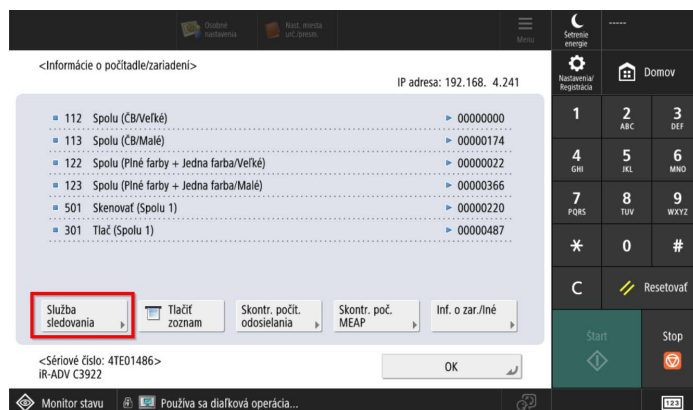 Osobné
nastavenia
Nast. miesta
urč./presm.
Menu
Šetrenie
energie
-----
<Informácie o počítadle/zariadení>
IP adresa: 192.168. 4.241
Nastavenia/
Registrácia
Domov
112 Spolu (ČB/Veľké) 00000000
113 Spolu (ČB/Malé) 00000174
122 Spolu (Plné farby + Jedna farba/Veľké) 00000022
123 Spolu (Plné farby + Jedna farba/Malé) 00000366
501 Skenovať (Spolu 1) 00000220
301 Tlač (Spolu 1) 00000487
1 2 3
ABC DEF
4 5 6
GHI JKL MNO
7 8 9
PQRS TUV WXYZ
* 0 #
C Resetovať
Služba
sledovania
Tlačiť
zoznam
Skontr. počít.
odosielania
Skontr. poč.
MEAP
Inf. o zar./Iné
Štart
Stop
<Sériové číslo: 4TE01486>
iR-ADV C3922
OK
Monitor stavu
Používa sa diaľková operácia...
123